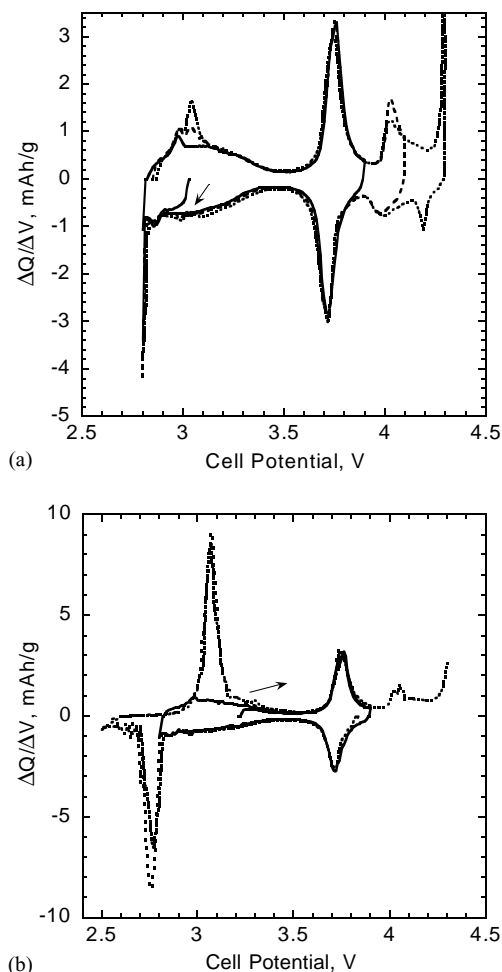 3
2
1
0
-1
-2
-3
-4
-5
ΔQ/ΔV, mAh/g
2.5 3 3.5 4 4.5
(a) Cell Potential, V
10
5
0
-5
-10
ΔQ/ΔV, mAh/g
2.5 3.0 3.5 4.0 4.5
(b) Cell Potential, V